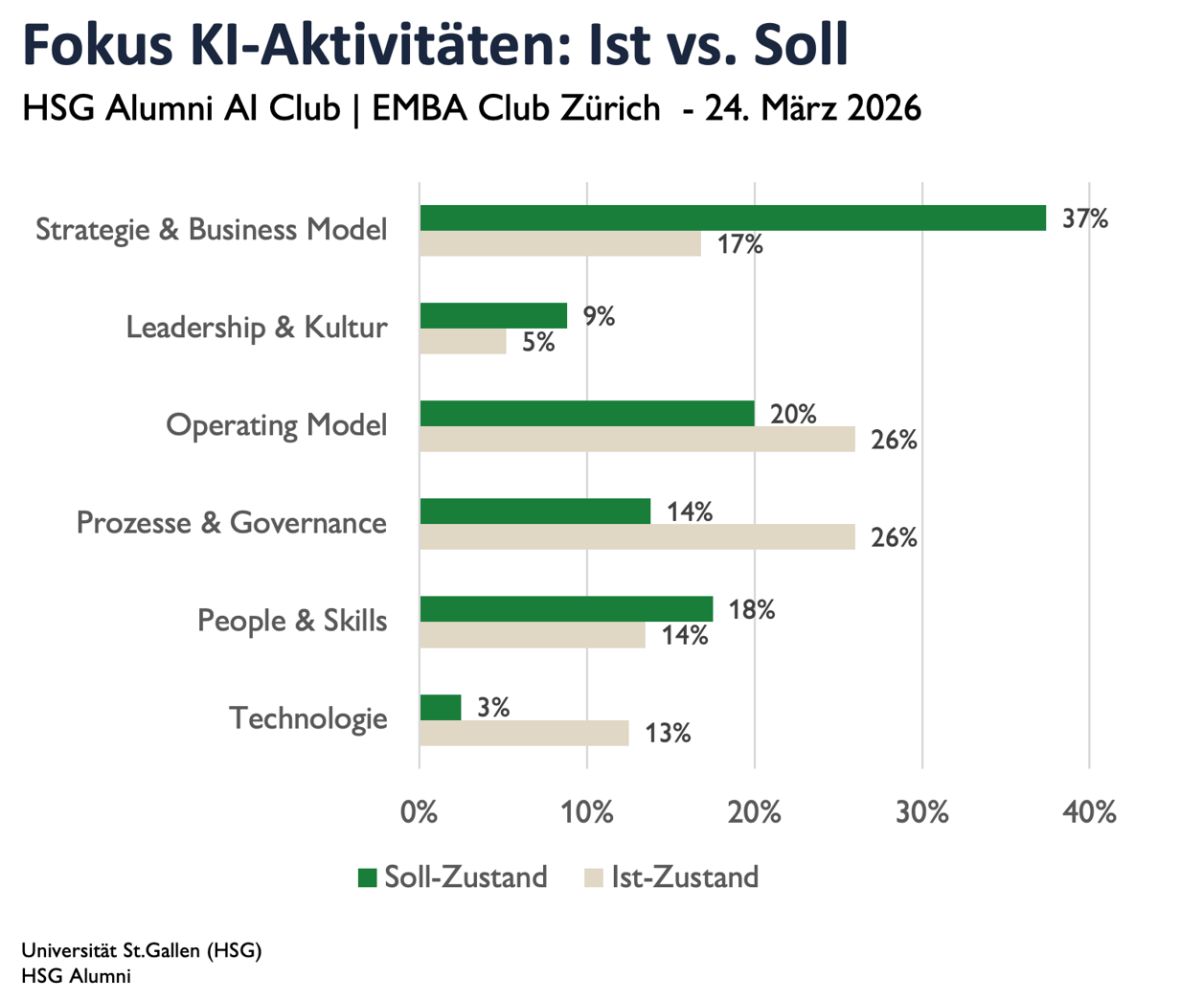 Fokus KI-Aktivitäten: Ist vs. Soll
HSG Alumni AI Club | EMBA Club Zürich - 24. März 2026
Strategie & Business Model
37%
17%
Leadership & Kultur
9%
5%
Operating Model
20%
26%
Prozesse & Governance
14%
26%
People & Skills
18%
14%
Technologie
3%
13%
0% 10% 20% 30% 40%
Soll-Zustand Ist-Zustand
Universität St.Gallen (HSG)
HSG Alumni